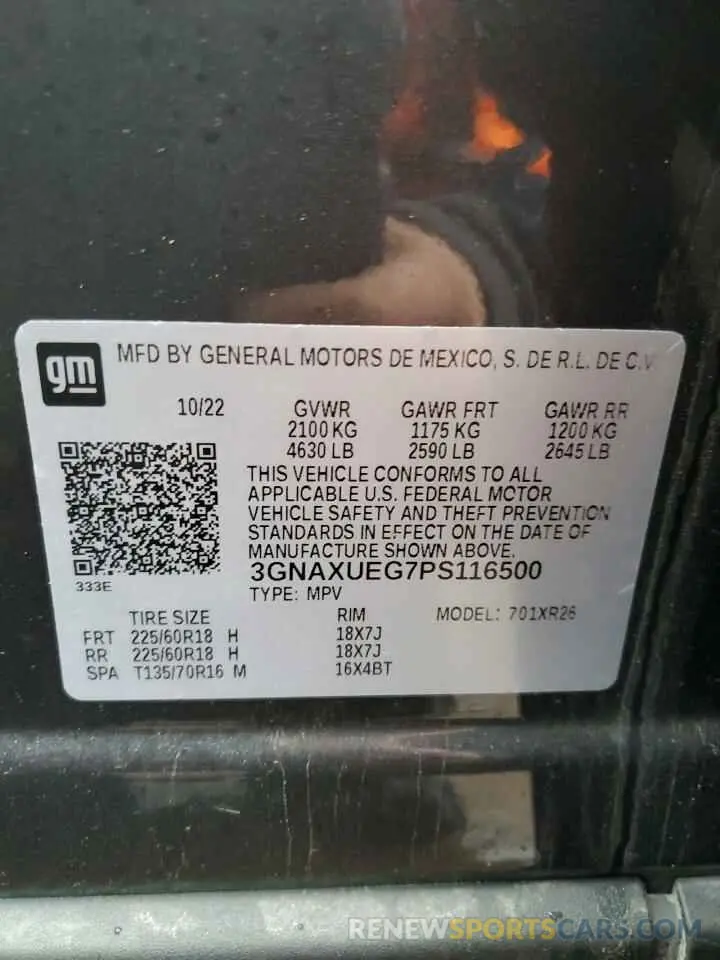 gm MFD BY GENERAL MOTORS DE MEXICO, S. DE R.L. DE C.V
10/22 GVWR GAWR FRT GAWR RR
2100 KG 1175 KG 1200 KG
4630 LB 2590 LB 2645 LB
THIS VEHICLE CONFORMS TO ALL
APPLICABLE U.S. FEDERAL MOTOR
VEHICLE SAFETY AND THEFT PREVENTION
STANDARDS IN EFFECT ON THE DATE OF
MANUFACTURE SHOWN ABOVE.
3GNAXUEG7PS116500
333E
TYPE: MPV
TIRE SIZE RIM MODEL: 701XR26
FRT 225/60R18 H 18X7J
RR 225/60R18 H 18X7J
SPA T135/70R16 M 16X4BT
RENEWSPORTSCARS.COM